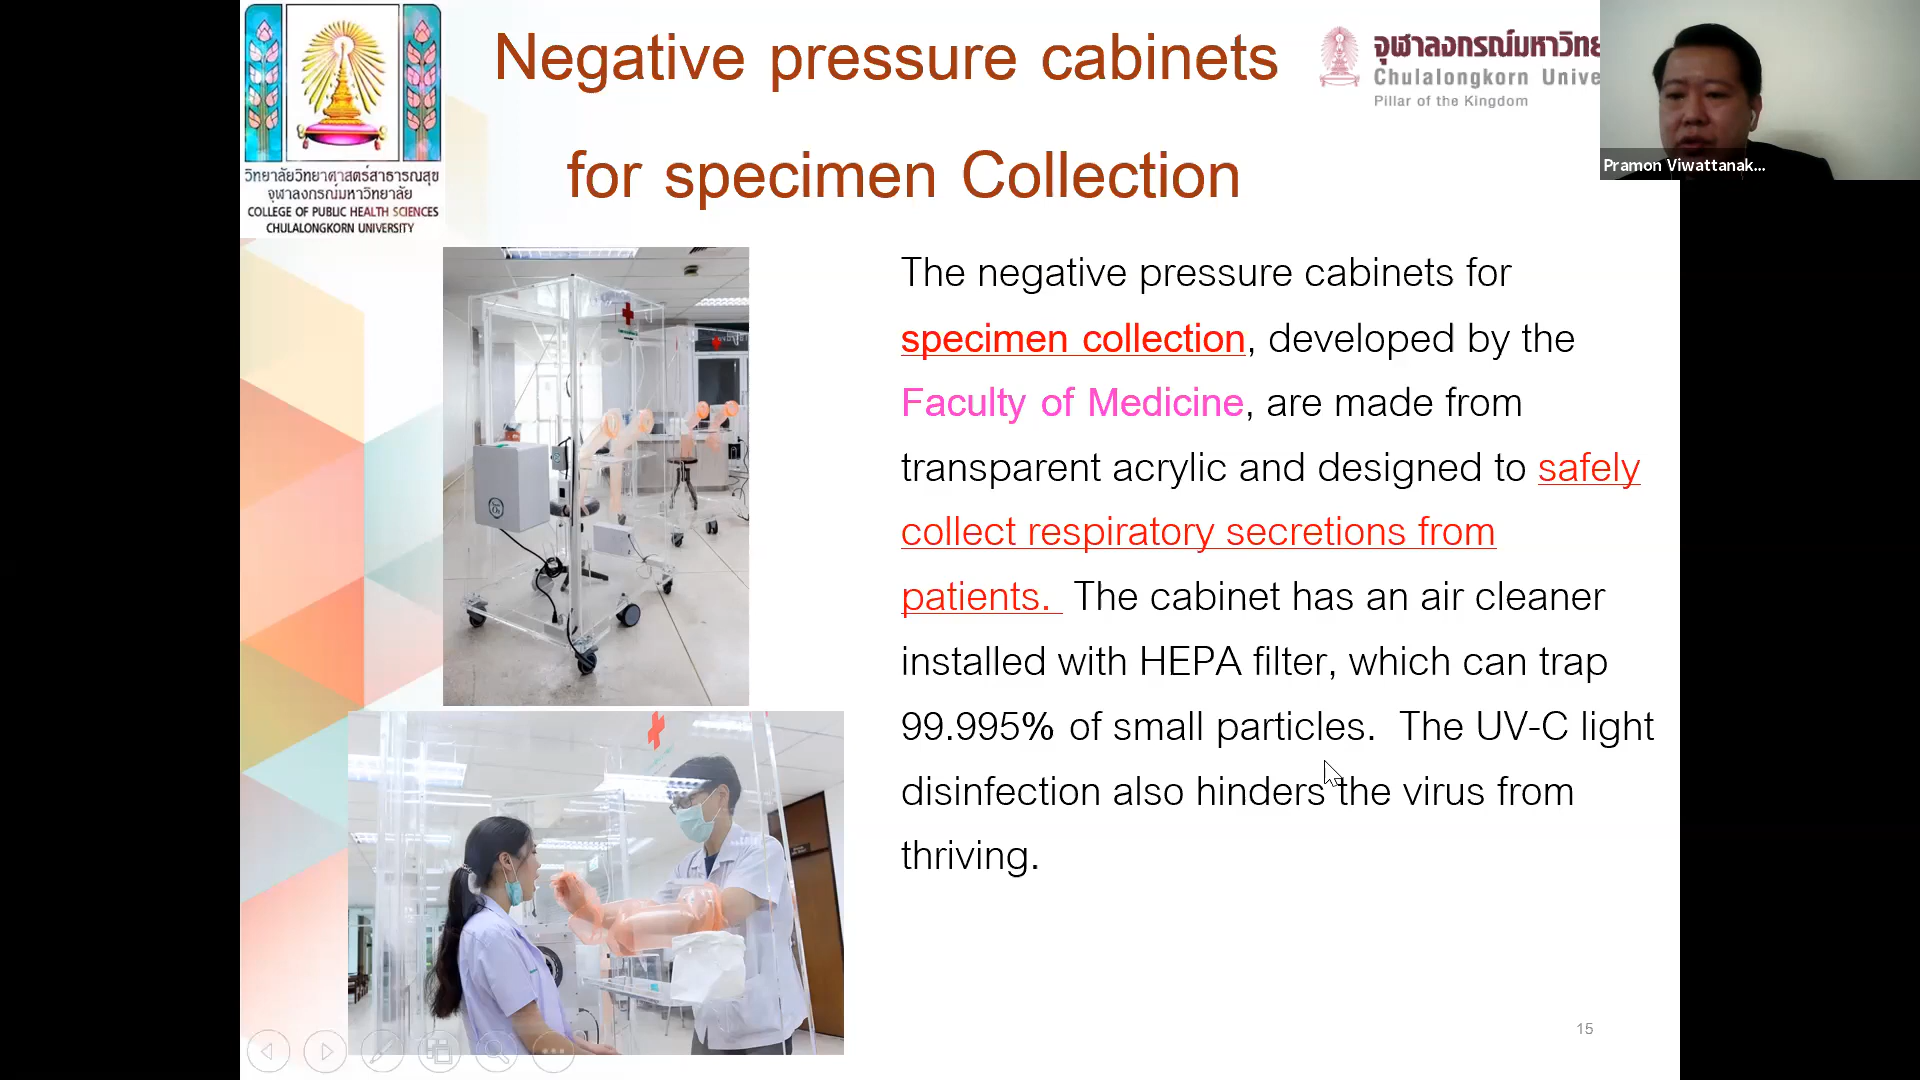 Negative pressure cabinets
for specimen Collection
จุฬาลงกรณ์มหาวิทย
Chulalongkorn Unive
Pillar of the Kingdom
Pramon Viwattanak...
วิทยาลัยวิทยาศาสตร์สาธารณสุข
จุฬาลงกรณ์มหาวิทยาลัย
COLLEGE OF PUBLIC HEALTH SCIENCES
CHULALONGKORN UNIVERSITY
The negative pressure cabinets for
specimen collection, developed by the
Faculty of Medicine, are made from
transparent acrylic and designed to safely
collect respiratory secretions from
patients. The cabinet has an air cleaner
installed with HEPA filter, which can trap
99.995% of small particles. The UV-C light
disinfection also hinders the virus from
thriving.
15